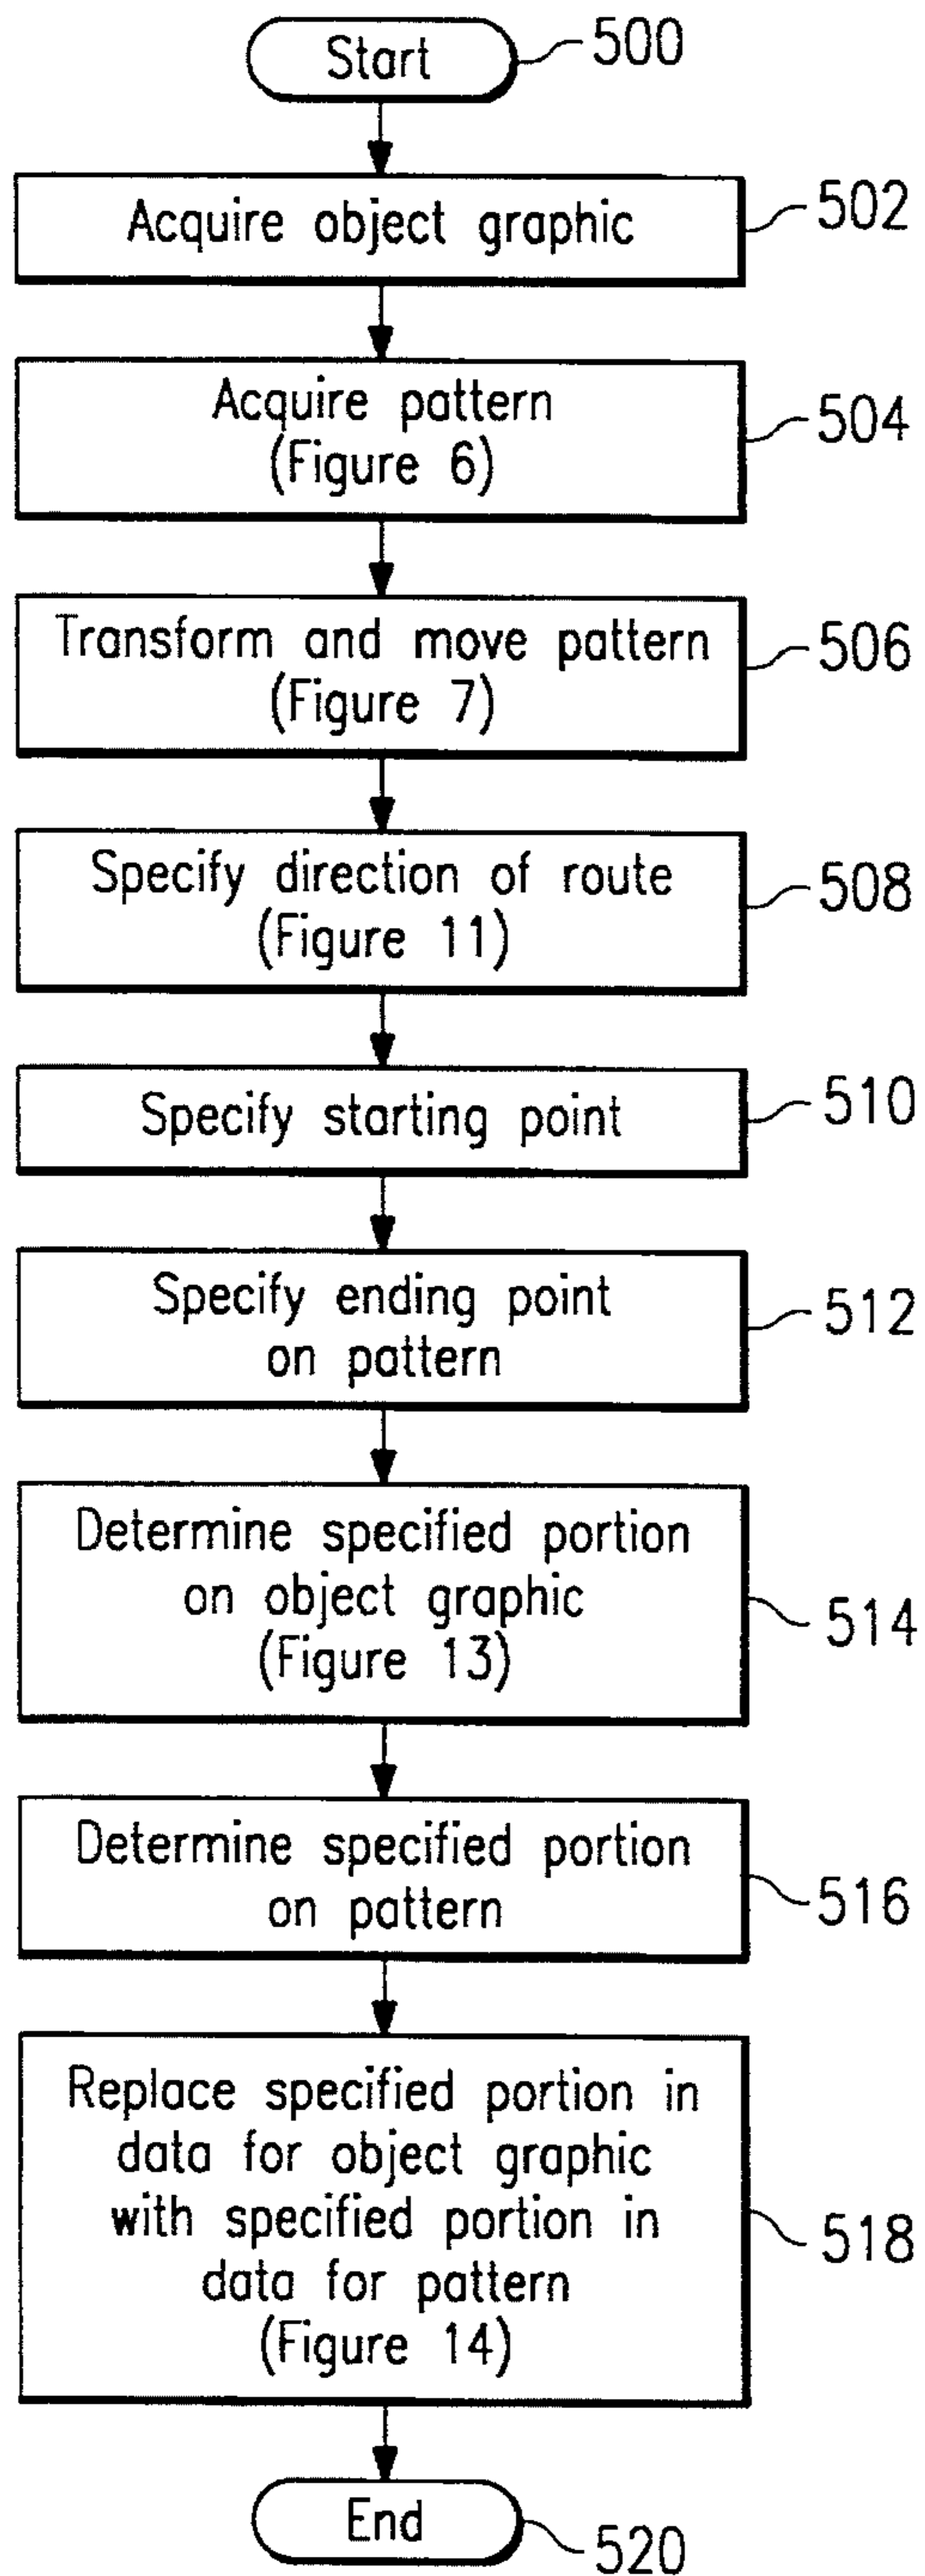 Start
500
Acquire object graphic
502
Acquire pattern
(Figure 6)
504
Transform and move pattern
(Figure 7)
506
Specify direction of route
(Figure 11)
508
Specify starting point
510
Specify ending point
on pattern
512
Determine specified portion
on object graphic
(Figure 13)
514
Determine specified portion
on pattern
516
Replace specified portion in
data for object graphic
with specified portion in
data for pattern
(Figure 14)
518
End
520